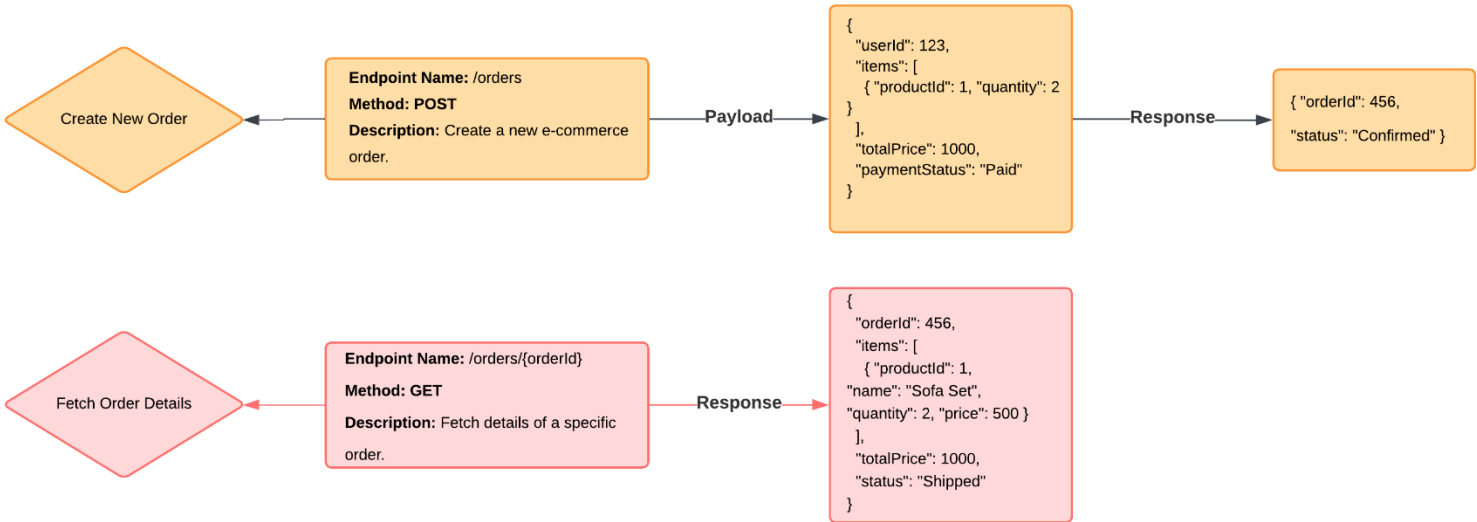 Create New Order
Endpoint Name: /orders
Method: POST
Description: Create a new e-commerce
order.
Payload
{
"userId": 123,
"items": [
{ "productId": 1, "quantity": 2
}
],
"totalPrice": 1000,
"paymentStatus": "Paid"
}
Response
{ "orderId": 456,
"status": "Confirmed" }
Fetch Order Details
Endpoint Name: /orders/{orderId}
Method: GET
Description: Fetch details of a specific
order.
Response
{
"orderId": 456,
"items": [
{ "productId": 1,
"name": "Sofa Set",
"quantity": 2, "price": 500 }
],
"totalPrice": 1000,
"status": "Shipped"
}